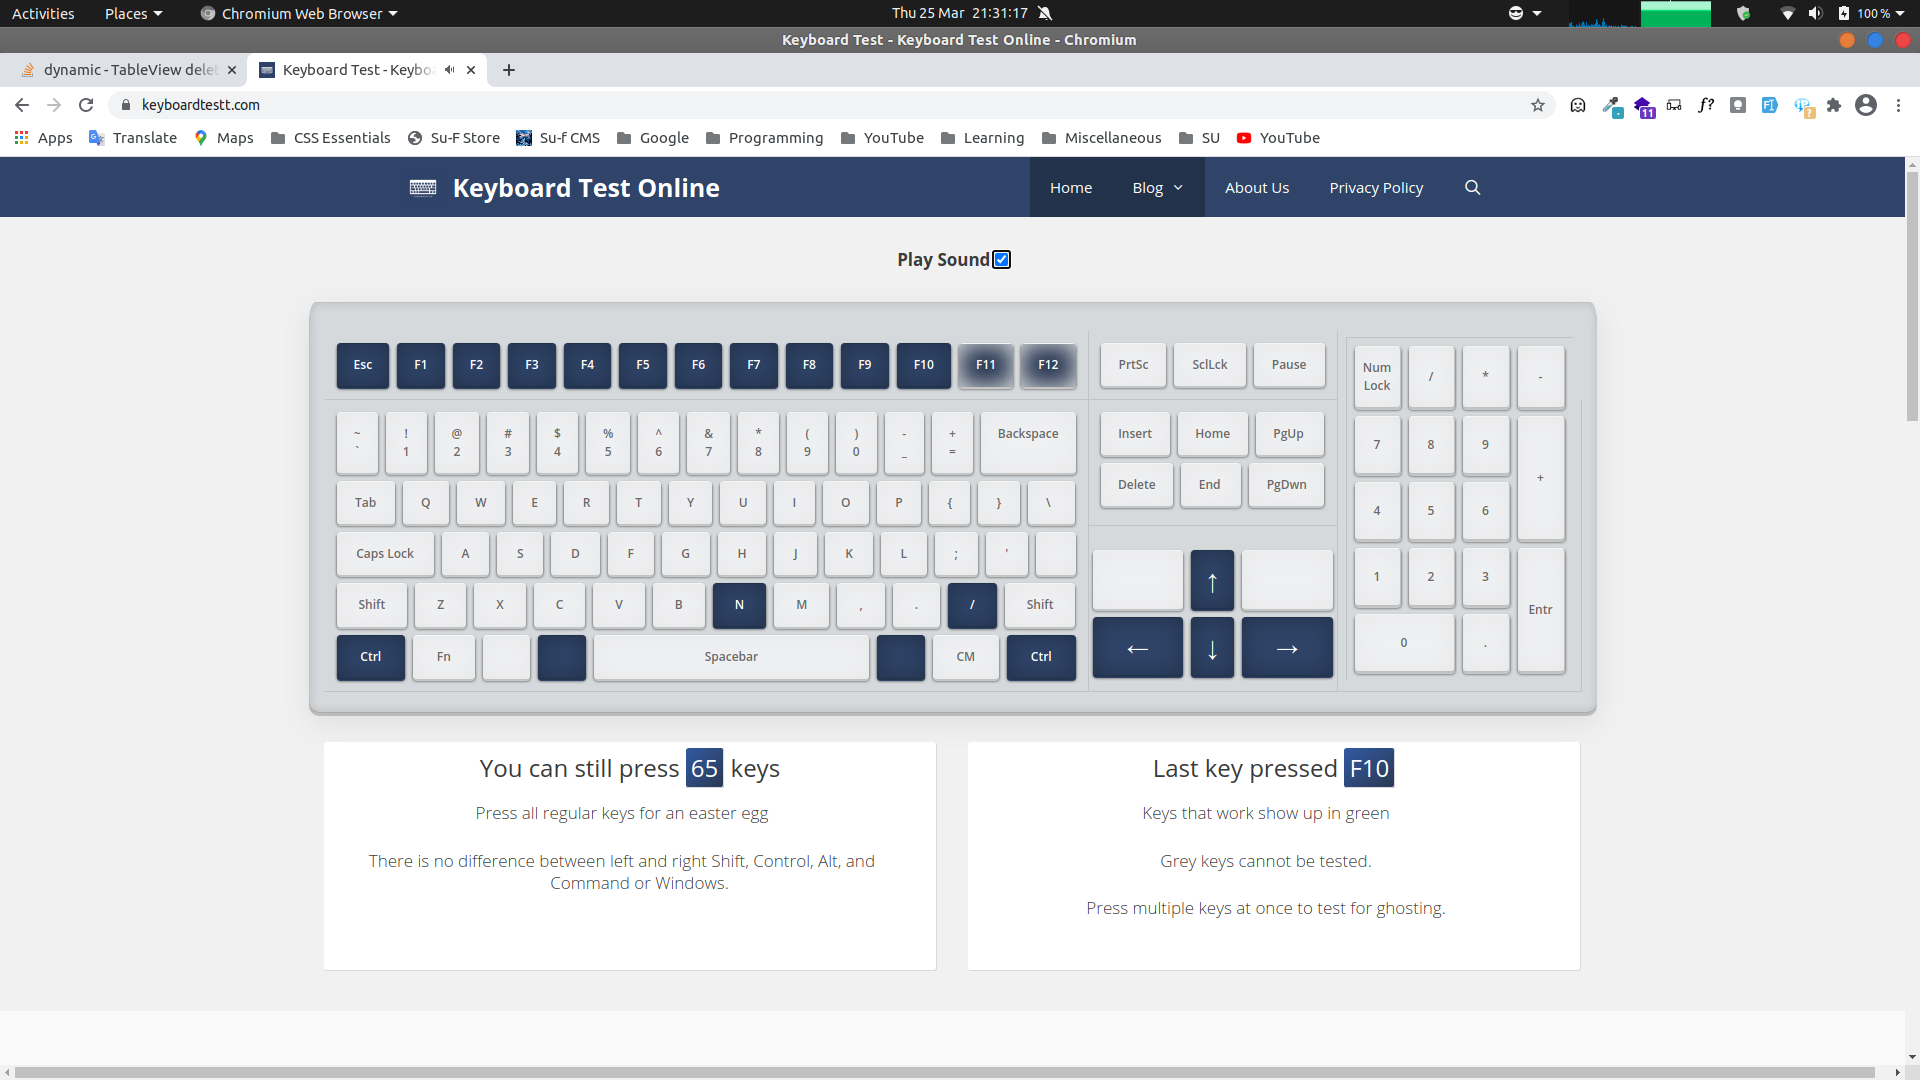 Activities Places Chromium Web Browser Thu 25 Mar 21:31:17 100 %
Keyboard Test - Keyboard Test Online - Chromium
dynamic - TableView delet Keyboard Test - Keybo
keyboardtestt.com f? 11 ?
Apps Translate Maps CSS Essentials Su-F Store Su-f CMS Google Programming YouTube Learning Miscellaneous SU YouTube
Keyboard Test Online Home Blog About Us Privacy Policy
Play Sound
Esc F1 F2 F3 F4 F5 F6 F7 F8 F9 F10 F11 F12 PrtSc SclLck Pause
Num Lock / * -
~ ! @ # $ % ^ & * ( ) - + Backspace Insert Home PgUp
` 1 2 3 4 5 6 7 8 9 0 _ = 7 8 9 +
Tab Q W E R T Y U I O P { } \ Delete End PgDwn
4 5 6
Caps Lock A S D F G H J K L ; '
↑ 1 2 3 Entr
Shift Z X C V B N M , . / Shift
Ctrl Fn Spacebar CM Ctrl ← ↓ → 0 .
You can still press 65 keys
Press all regular keys for an easter egg
There is no difference between left and right Shift, Control, Alt, and
Command or Windows.
Last key pressed F10
Keys that work show up in green
Grey keys cannot be tested.
Press multiple keys at once to test for ghosting.